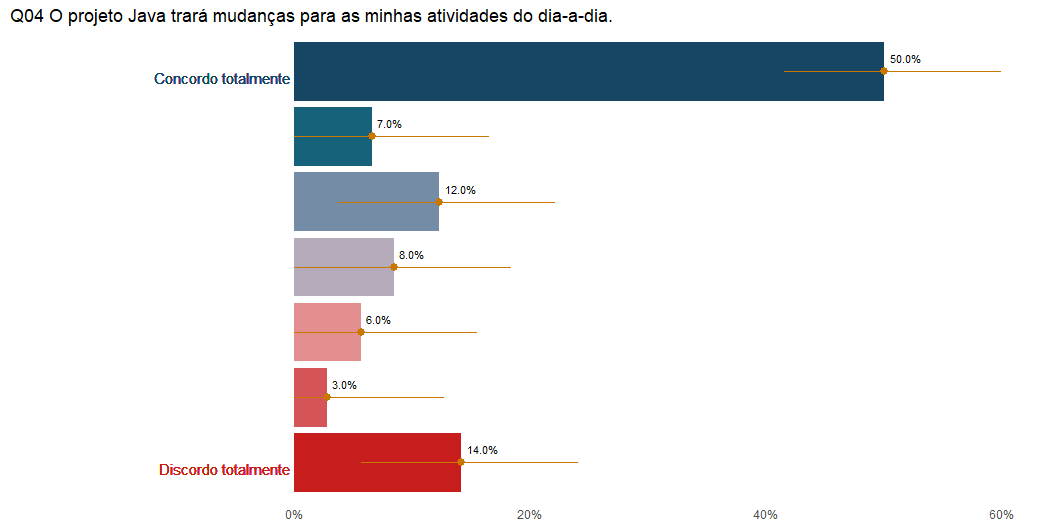 Q04 O projeto Java trará mudanças para as minhas atividades do dia-a-dia.
50.0%
Concordo totalmente
7.0%
12.0%
8.0%
6.0%
3.0%
14.0%
Discordo totalmente
0% 20% 40% 60%